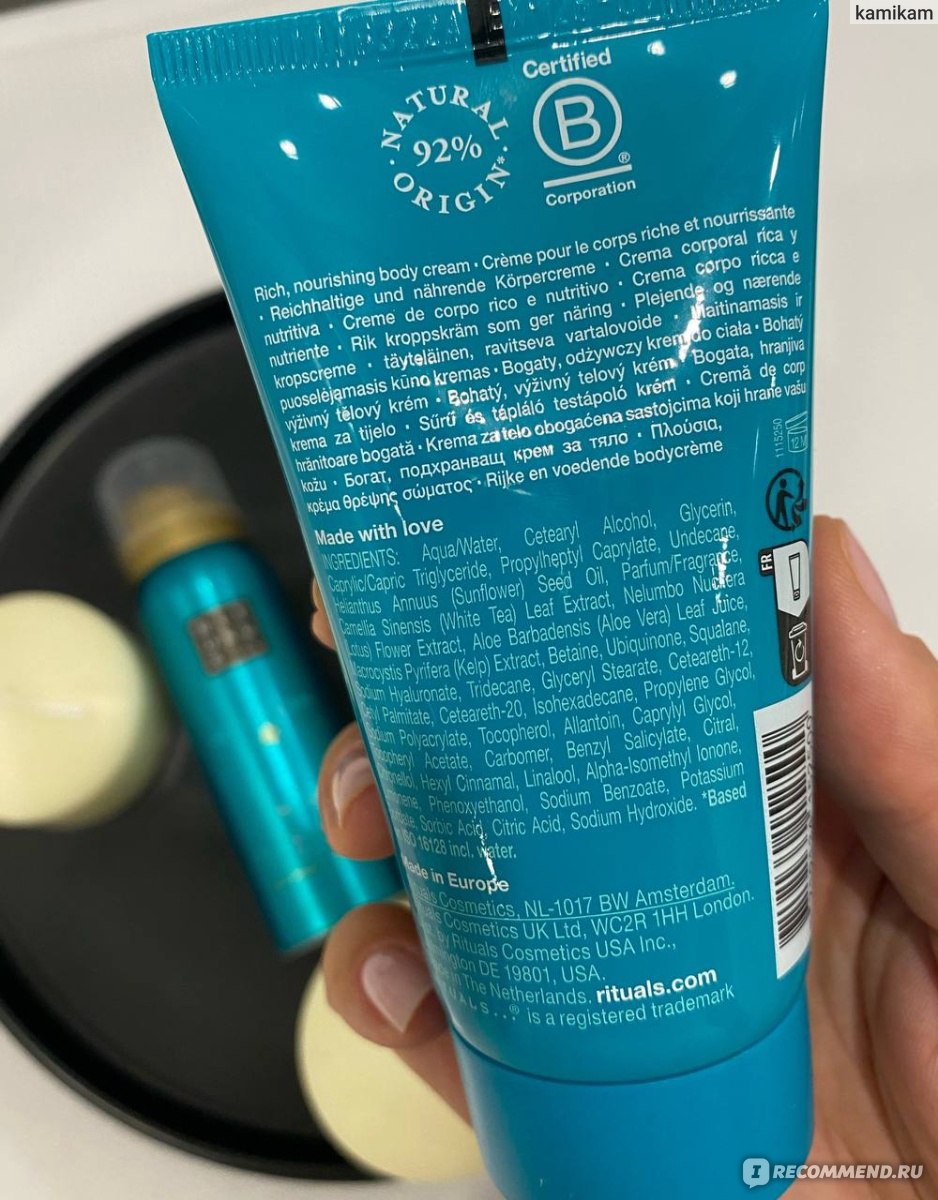 kamikam
NATURAL
92%
ORIGIN*
Certified
B
®
Corporation
Rich, nourishing body cream · Crème pour le corps riche et nourrissante
· Reichhaltige und nährende Körpercreme · Crema corporal rica y
nutritiva · Creme de corpo rico e nutritivo · Crema corpo ricca e
nutriente · Rik kroppskräm som ger näring · Plejende og nærende
kropscreme · täyteläinen, ravitseva vartalovoide · Maitinamasis ir
puoselėjamasis kūno kremas · Bogaty, odżywczy krem do ciała · Bohatý
výživný tělový krém · Bohatý, výživný telový krém · Bogata, hranjiva
krema za tijelo · Sűrű és tápláló testápoló krém · Cremă de corp
hrănitoare bogată · Krema za telo obogaćena sastojcima koji hrane vašu
kožu · Богат, подхранващ крем за тяло · Πλούσια,
κρέμα θρέψης σώματος · Rijke en voedende bodycrème
Made with love
INGREDIENTS: Aqua/Water, Cetearyl Alcohol, Glycerin,
Caprylic/Capric Triglyceride, Propylheptyl Caprylate, Undecane,
Helianthus Annuus (Sunflower) Seed Oil, Parfum/Fragrance,
Camellia Sinensis (White Tea) Leaf Extract, Nelumbo Nucifera
(Lotus) Flower Extract, Aloe Barbadensis (Aloe Vera) Leaf Juice,
Macrocystis Pyrifera (Kelp) Extract, Betaine, Ubiquinone, Squalane,
Sodium Hyaluronate, Tridecane, Glyceryl Stearate, Ceteareth-12,
Palmitate, Ceteareth-20, Isohexadecane, Propylene Glycol,
Polyacrylate, Tocopherol, Allantoin, Caprylyl Glycol,
Acetate, Carbomer, Benzyl Salicylate, Citral,
Hexyl Cinnamal, Linalool, Alpha-Isomethyl Ionone,
Phenoxyethanol, Sodium Benzoate, Potassium
Sorbic Acid, Citric Acid, Sodium Hydroxide. *Based
ISO 16128 incl. water.
Made in Europe
Cosmetics, NL-1017 BW Amsterdam.
Cosmetics UK Ltd, WC2R 1HH London.
by Rituals Cosmetics USA Inc.,
DE 19801, USA.
in The Netherlands. rituals.com
® is a registered trademark
1115250
12M
FR
IRECOMMEND.RU